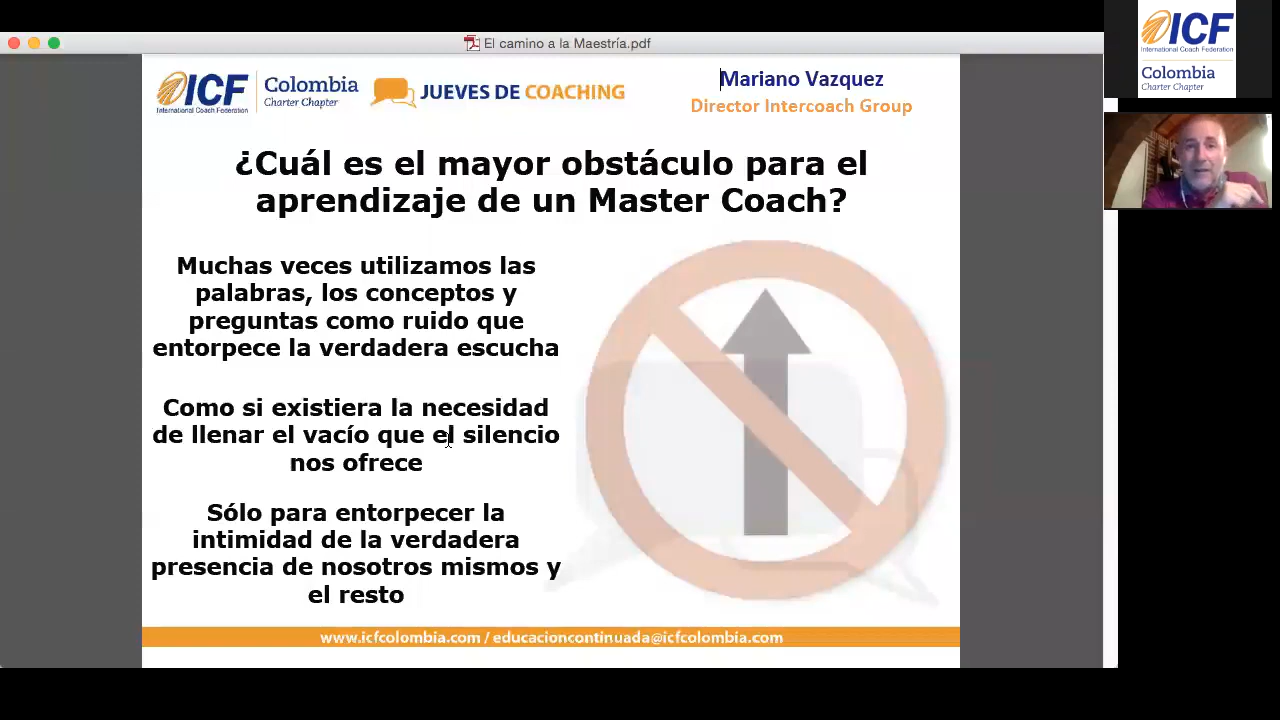 El camino a la Maestría.pdf
ICF
International Coach Federation
Colombia
Charter Chapter
JUEVES DE COACHING
Mariano Vazquez
Director Intercoach Group
¿Cuál es el mayor obstáculo para el
aprendizaje de un Master Coach?
Muchas veces utilizamos las
palabras, los conceptos y
preguntas como ruido que
entorpece la verdadera escucha
Como si existiera la necesidad
de llenar el vacío que el silencio
nos ofrece
Sólo para entorpecer la
intimidad de la verdadera
presencia de nosotros mismos y
el resto
www.icfcolombia.com / educacioncontinuada@icfcolombia.com
ICF
International Coach Federation
Colombia
Charter Chapter